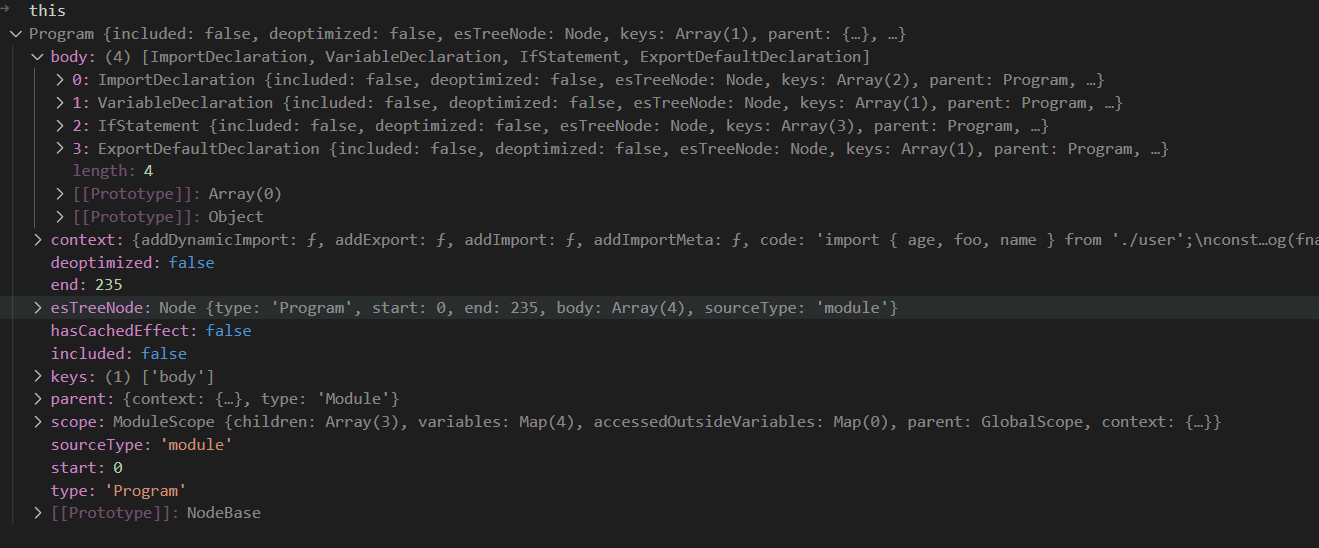 this
Program {included: false, deoptimized: false, esTreeNode: Node, keys: Array(1), parent: {…}, …}
body: (4) [ImportDeclaration, VariableDeclaration, IfStatement, ExportDefaultDeclaration]
0: ImportDeclaration {included: false, deoptimized: false, esTreeNode: Node, keys: Array(2), parent: Program, …}
1: VariableDeclaration {included: false, deoptimized: false, esTreeNode: Node, keys: Array(1), parent: Program, …}
2: IfStatement {included: false, deoptimized: false, esTreeNode: Node, keys: Array(3), parent: Program, …}
3: ExportDefaultDeclaration {included: false, deoptimized: false, esTreeNode: Node, keys: Array(1), parent: Program, …}
length: 4
[[Prototype]]: Array(0)
[[Prototype]]: Object
context: {addDynamicImport: ƒ, addExport: ƒ, addImport: ƒ, addImportMeta: ƒ, code: 'import { age, foo, name } from './user';\nconst…og(fna
deoptimized: false
end: 235
esTreeNode: Node {type: 'Program', start: 0, end: 235, body: Array(4), sourceType: 'module'}
hasCachedEffect: false
included: false
keys: (1) ['body']
parent: {context: {…}, type: 'Module'}
scope: ModuleScope {children: Array(3), variables: Map(4), accessedOutsideVariables: Map(0), parent: GlobalScope, context: {…}}
sourceType: 'module'
start: 0
type: 'Program'
[[Prototype]]: NodeBase